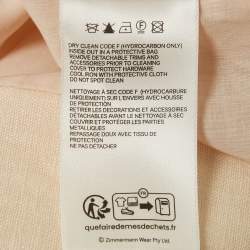 DRY CLEAN CODE F (HYDROCARBON ONLY)
INSIDE OUT IN A PROTECTIVE BAG
REMOVE DETACHABLE TRIMS AND
ACCESSORIES PRIOR TO CLEANING
COVER TO PROTECT HARDWARE
COOL IRON WITH PROTECTIVE CLOTH
DO NOT SPOT CLEAN
NETTOYAGE À SEC CODE F (HYDROCARBURE
UNIQUEMENT) SUR L'ENVERS AVEC HOUSSE
DE PROTECTION
RETIRER LES DECORATIONS ET ACCESSOIRES
DÉTACHABLES AVANT LE NETTOYAGE
COUVRIR ET PROTÉGER LES PARTIES
METALLIQUES
REPASSAGE DOUX AVEC TISSU DE
PROTECTION
NE PAS DÉTACHER
FR
quefairedemesdechets.fr
© Zimmermann Wear Pty Ltd.